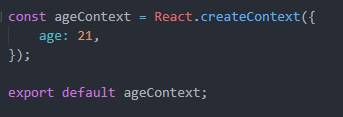 const ageContext = React.createContext({
    age: 21,
});

export default ageContext;